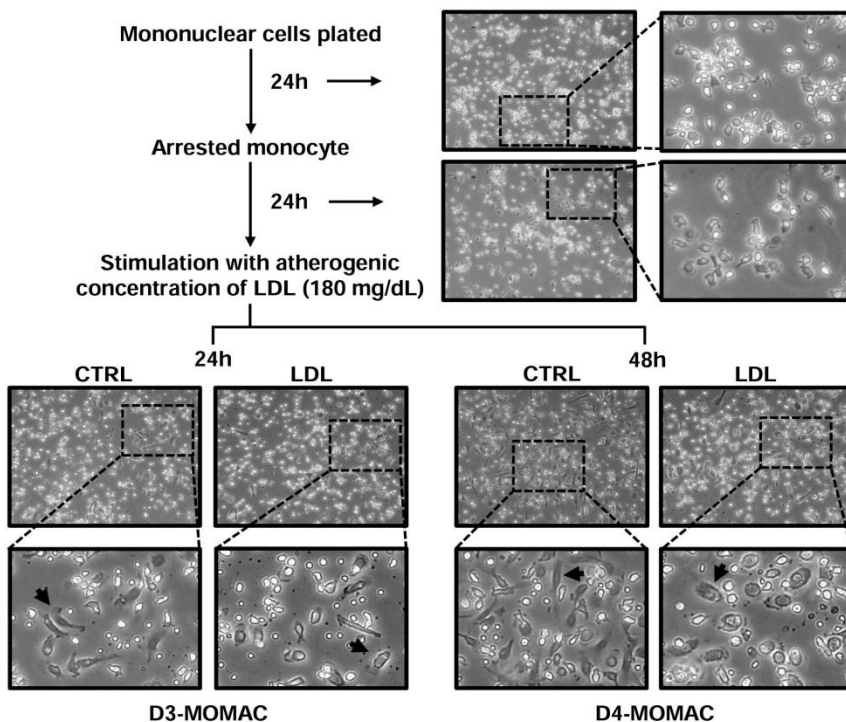 Mononuclear cells plated
24h
Arrested monocyte
24h
Stimulation with atherogenic
concentration of LDL (180 mg/dL)
24h
48h
CTRL
LDL
CTRL
LDL
D3-MOMAC
D4-MOMAC